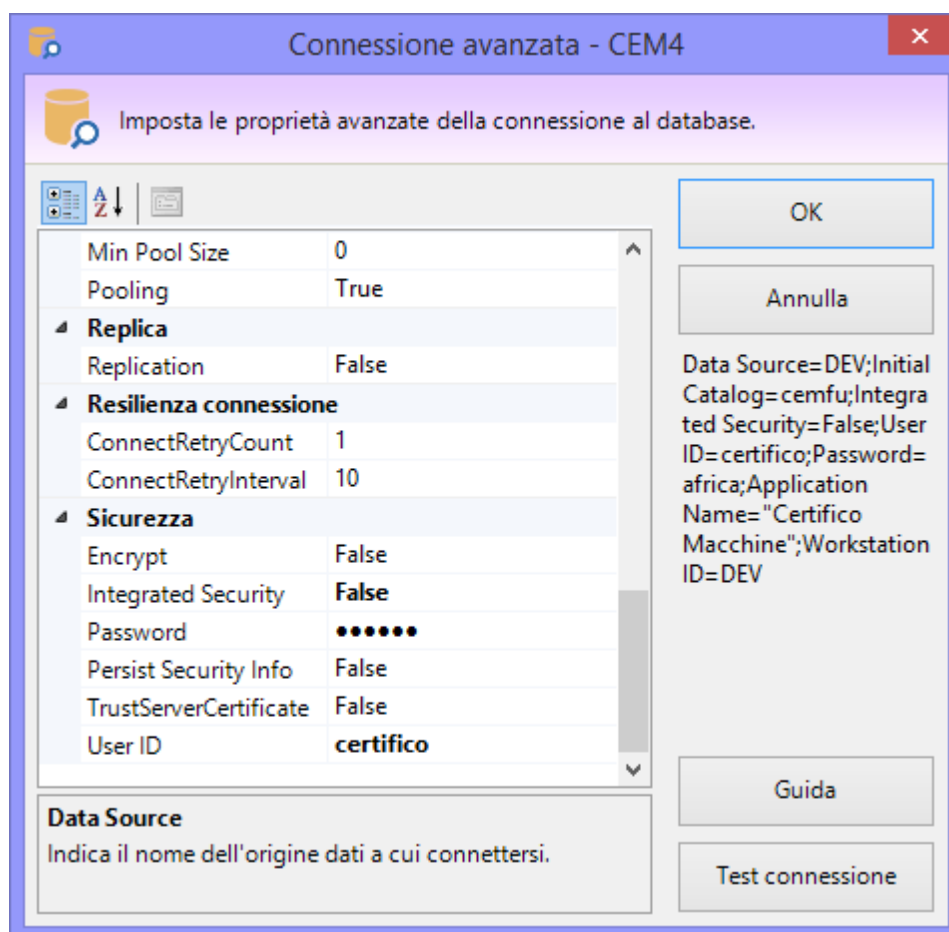 Connessione avanzata - CEM4
Imposta le proprietà avanzate della connessione al database.
Min Pool Size 0
Pooling True
Replica
Replication False
Resilienza connessione
ConnectRetryCount 1
ConnectRetryInterval 10
Sicurezza
Encrypt False
Integrated Security False
Password ●●●●●●
Persist Security Info False
TrustServerCertificate False
User ID certifico
Data Source
Indica il nome dell'origine dati a cui connettersi.
OK
Annulla
Data Source=DEV;Initial
Catalog=cemfu;Integra
ted Security=False;User
ID=certifico;Password=
africa;Application
Name="Certifico
Macchine";Workstation
ID=DEV
Guida
Test connessione